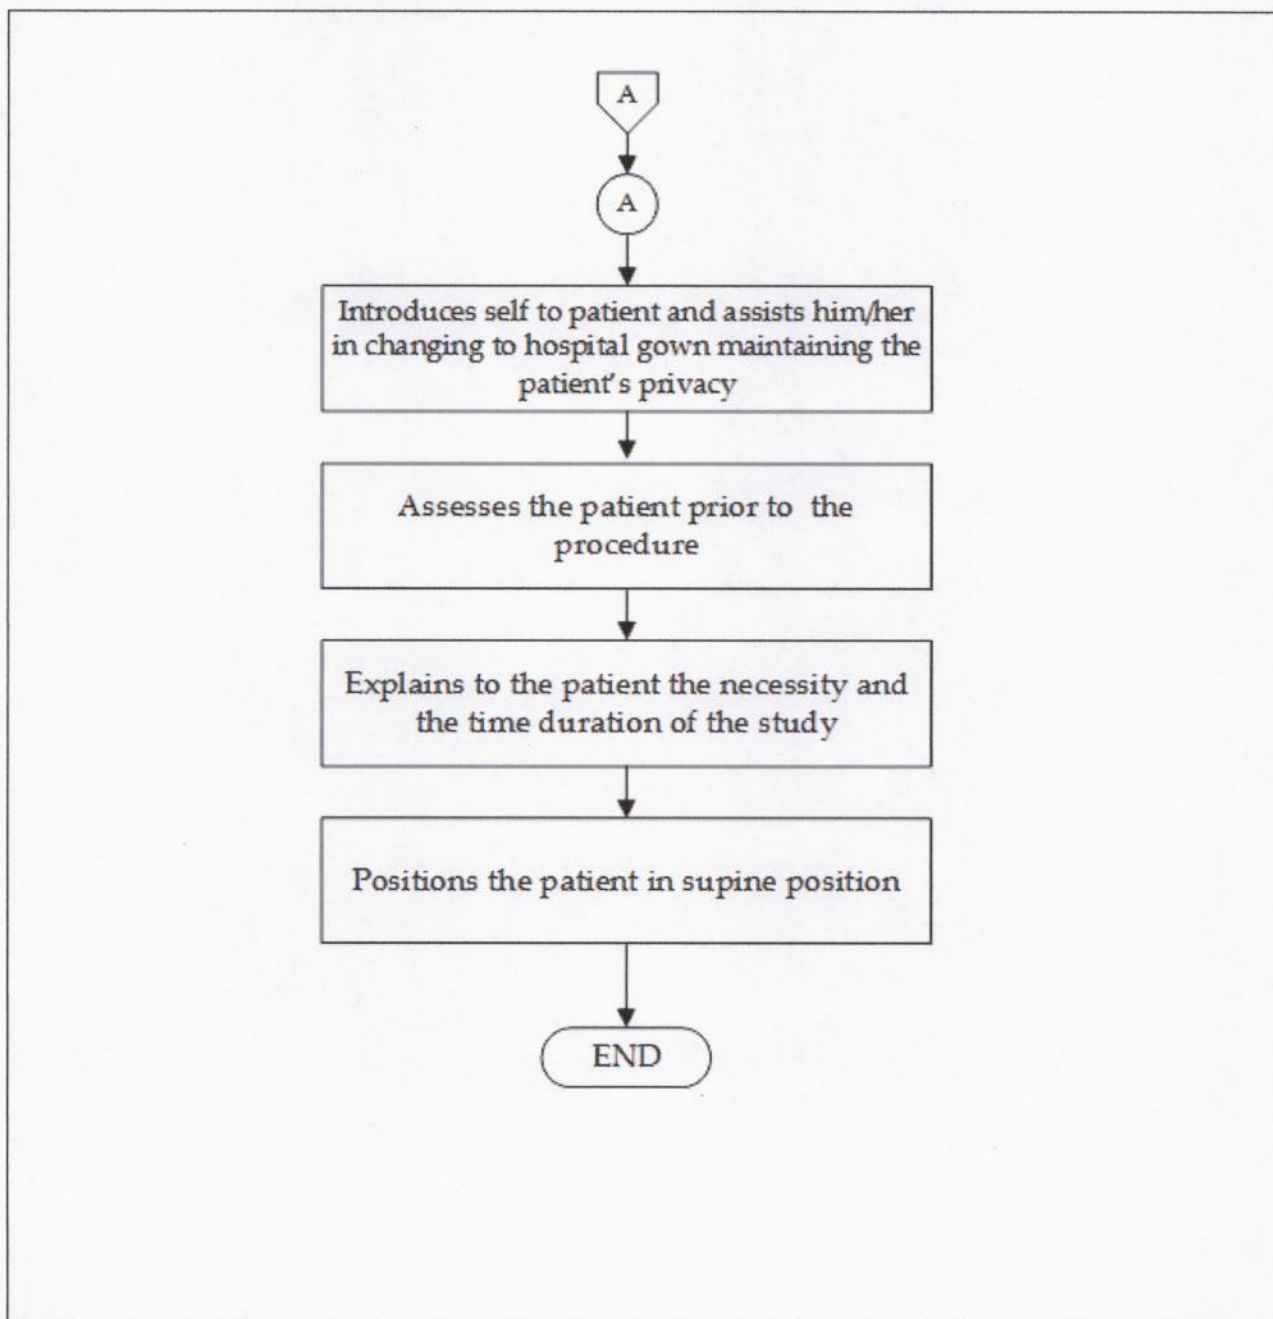 A
A
Introduces self to patient and assists him/her
in changing to hospital gown maintaining the
patient's privacy
Assesses the patient prior to the
procedure
Explains to the patient the necessity and
the time duration of the study
Positions the patient in supine position
END